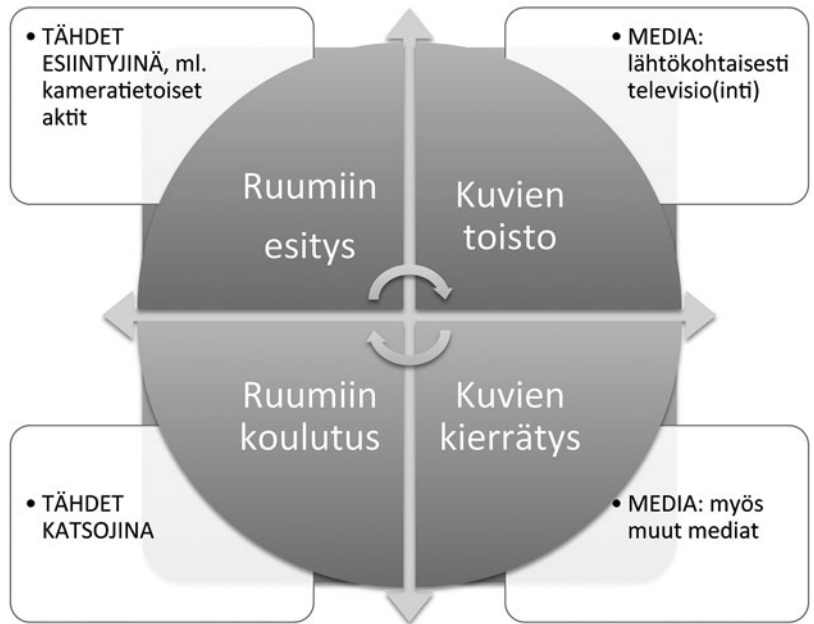 • TÄHDET
ESIINTYJINÄ, ml.
kameratietoiset
aktit
• MEDIA:
lähtökohtaisesti
televisio(inti)
Ruumiin
esitys
Kuvien
toisto
Ruumiin
koulutus
Kuvien
kierrätys
• TÄHDET
KATSOJINA
• MEDIA: myös
muut mediat